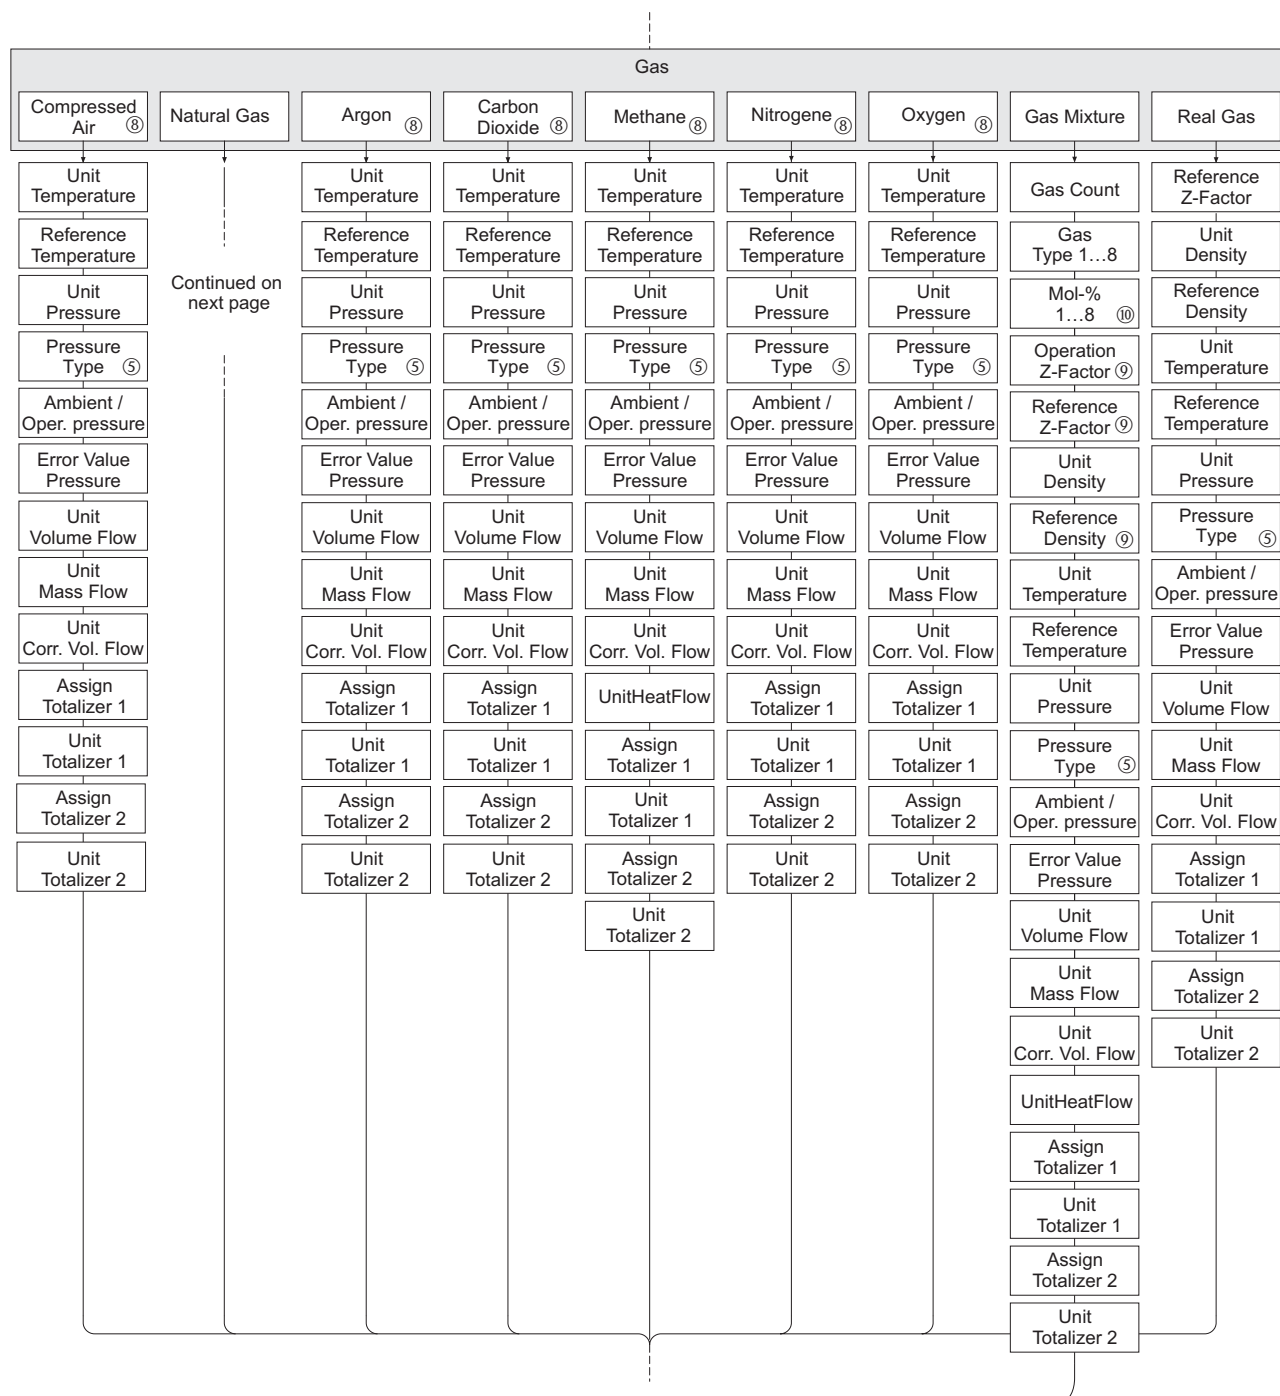 Gas
Compressed
Air ⑧
Natural Gas
Argon ⑧
Carbon
Dioxide ⑧
Methane ⑧
Nitrogene ⑧
Oxygen ⑧
Gas Mixture
Real Gas
Unit
Temperature
Reference
Temperature
Unit
Pressure
Pressure
Type ⑤
Ambient /
Oper. pressure
Error Value
Pressure
Unit
Volume Flow
Unit
Mass Flow
Unit
Corr. Vol. Flow
Assign
Totalizer 1
Unit
Totalizer 1
Assign
Totalizer 2
Unit
Totalizer 2
Continued on
next page
Unit
Temperature
Reference
Temperature
Unit
Pressure
Pressure
Type ⑤
Ambient /
Oper. pressure
Error Value
Pressure
Unit
Volume Flow
Unit
Mass Flow
Unit
Corr. Vol. Flow
Assign
Totalizer 1
Unit
Totalizer 1
Assign
Totalizer 2
Unit
Totalizer 2
Unit
Temperature
Reference
Temperature
Unit
Pressure
Pressure
Type ⑤
Ambient /
Oper. pressure
Error Value
Pressure
Unit
Volume Flow
Unit
Mass Flow
Unit
Corr. Vol. Flow
Assign
Totalizer 1
Unit
Totalizer 1
Assign
Totalizer 2
Unit
Totalizer 2
Unit
Temperature
Reference
Temperature
Unit
Pressure
Pressure
Type ⑤
Ambient /
Oper. pressure
Error Value
Pressure
Unit
Volume Flow
Unit
Mass Flow
Unit
Corr. Vol. Flow
UnitHeatFlow
Assign
Totalizer 1
Unit
Totalizer 1
Assign
Totalizer 2
Unit
Totalizer 2
Unit
Temperature
Reference
Temperature
Unit
Pressure
Pressure
Type ⑤
Ambient /
Oper. pressure
Error Value
Pressure
Unit
Volume Flow
Unit
Mass Flow
Unit
Corr. Vol. Flow
Assign
Totalizer 1
Unit
Totalizer 1
Assign
Totalizer 2
Unit
Totalizer 2
Unit
Temperature
Reference
Temperature
Unit
Pressure
Pressure
Type ⑤
Ambient /
Oper. pressure
Error Value
Pressure
Unit
Volume Flow
Unit
Mass Flow
Unit
Corr. Vol. Flow
Assign
Totalizer 1
Unit
Totalizer 1
Assign
Totalizer 2
Unit
Totalizer 2
Gas Count
Gas
Type 1…8
Mol-%
1…8 ⑩
Operation
Z-Factor ⑨
Reference
Z-Factor ⑨
Unit
Density
Reference
Density ⑨
Unit
Temperature
Reference
Temperature
Unit
Pressure
Pressure
Type ⑤
Ambient /
Oper. pressure
Error Value
Pressure
Unit
Volume Flow
Unit
Mass Flow
Unit
Corr. Vol. Flow
UnitHeatFlow
Assign
Totalizer 1
Unit
Totalizer 1
Assign
Totalizer 2
Unit
Totalizer 2
Reference
Z-Factor
Unit
Density
Reference
Density
Unit
Temperature
Reference
Temperature
Unit
Pressure
Pressure
Type ⑤
Ambient /
Oper. pressure
Error Value
Pressure
Unit
Volume Flow
Unit
Mass Flow
Unit
Corr. Vol. Flow
Assign
Totalizer 1
Unit
Totalizer 1
Assign
Totalizer 2
Unit
Totalizer 2